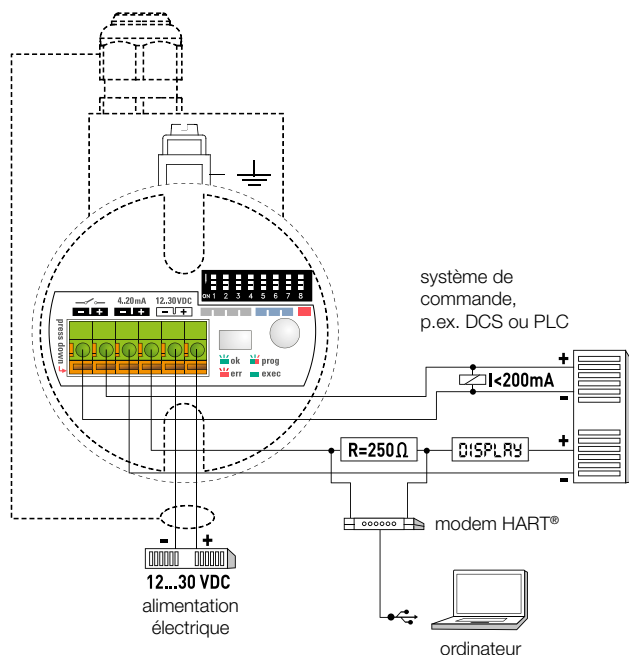 ON 1 2 3 4 5 6 7 8
4..20mA 12..30VDC
- + - + - +
press down
ok prog
err exec
système de
commande,
p.ex. DCS ou PLC
+
I<200mA
-
R=250Ω DISPLAY +
-
modem HART®
- +
12...30 VDC
alimentation
électrique
ordinateur